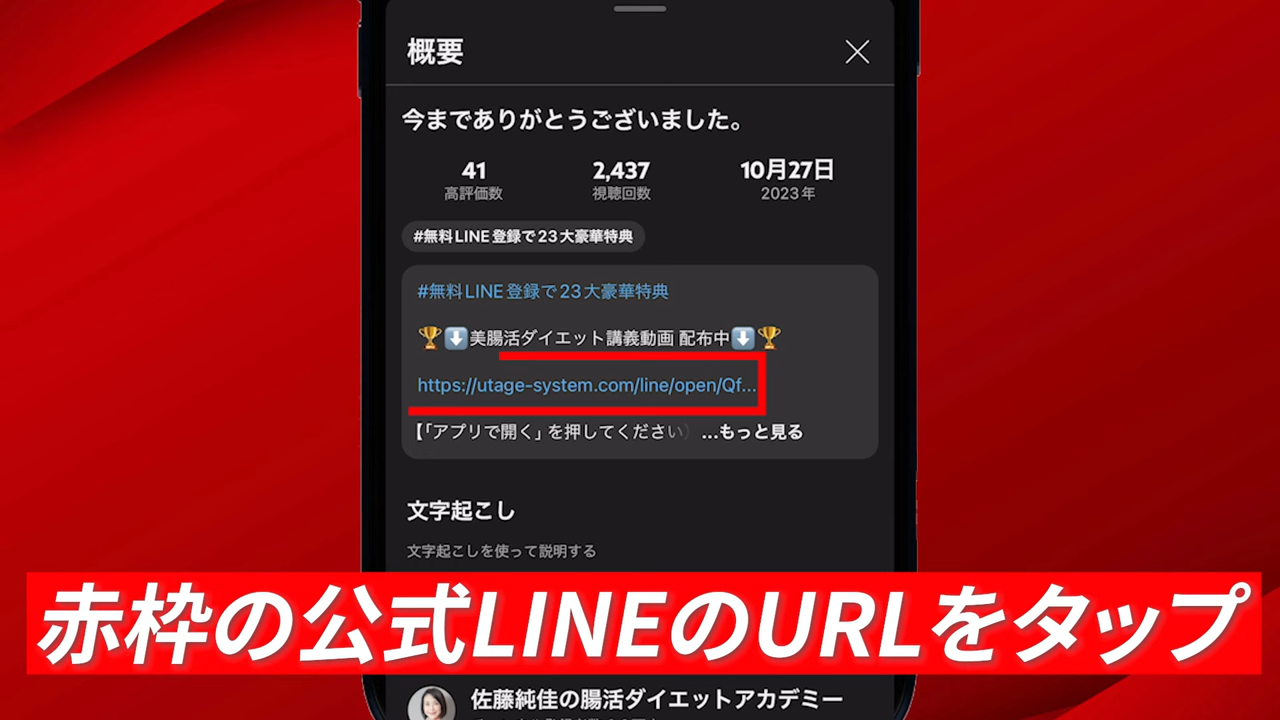 概要
今までありがとうございました。
41
2,437
10月27日
高評価数
視聴回数
2023年
#無料LINE登録で23大豪華特典
#無料LINE登録で23大豪華特典
🏆⬇️美腸活ダイエット講義動画 配布中⬇️🏆
https://utage-system.com/line/open/Qf...
【「アプリで開く」を押してください） ...もっと見る
文字起こし
文字起こしを使って説明する
赤枠の公式LINEのURLをタップ
佐藤純佳の腸活ダイエットアカデミー